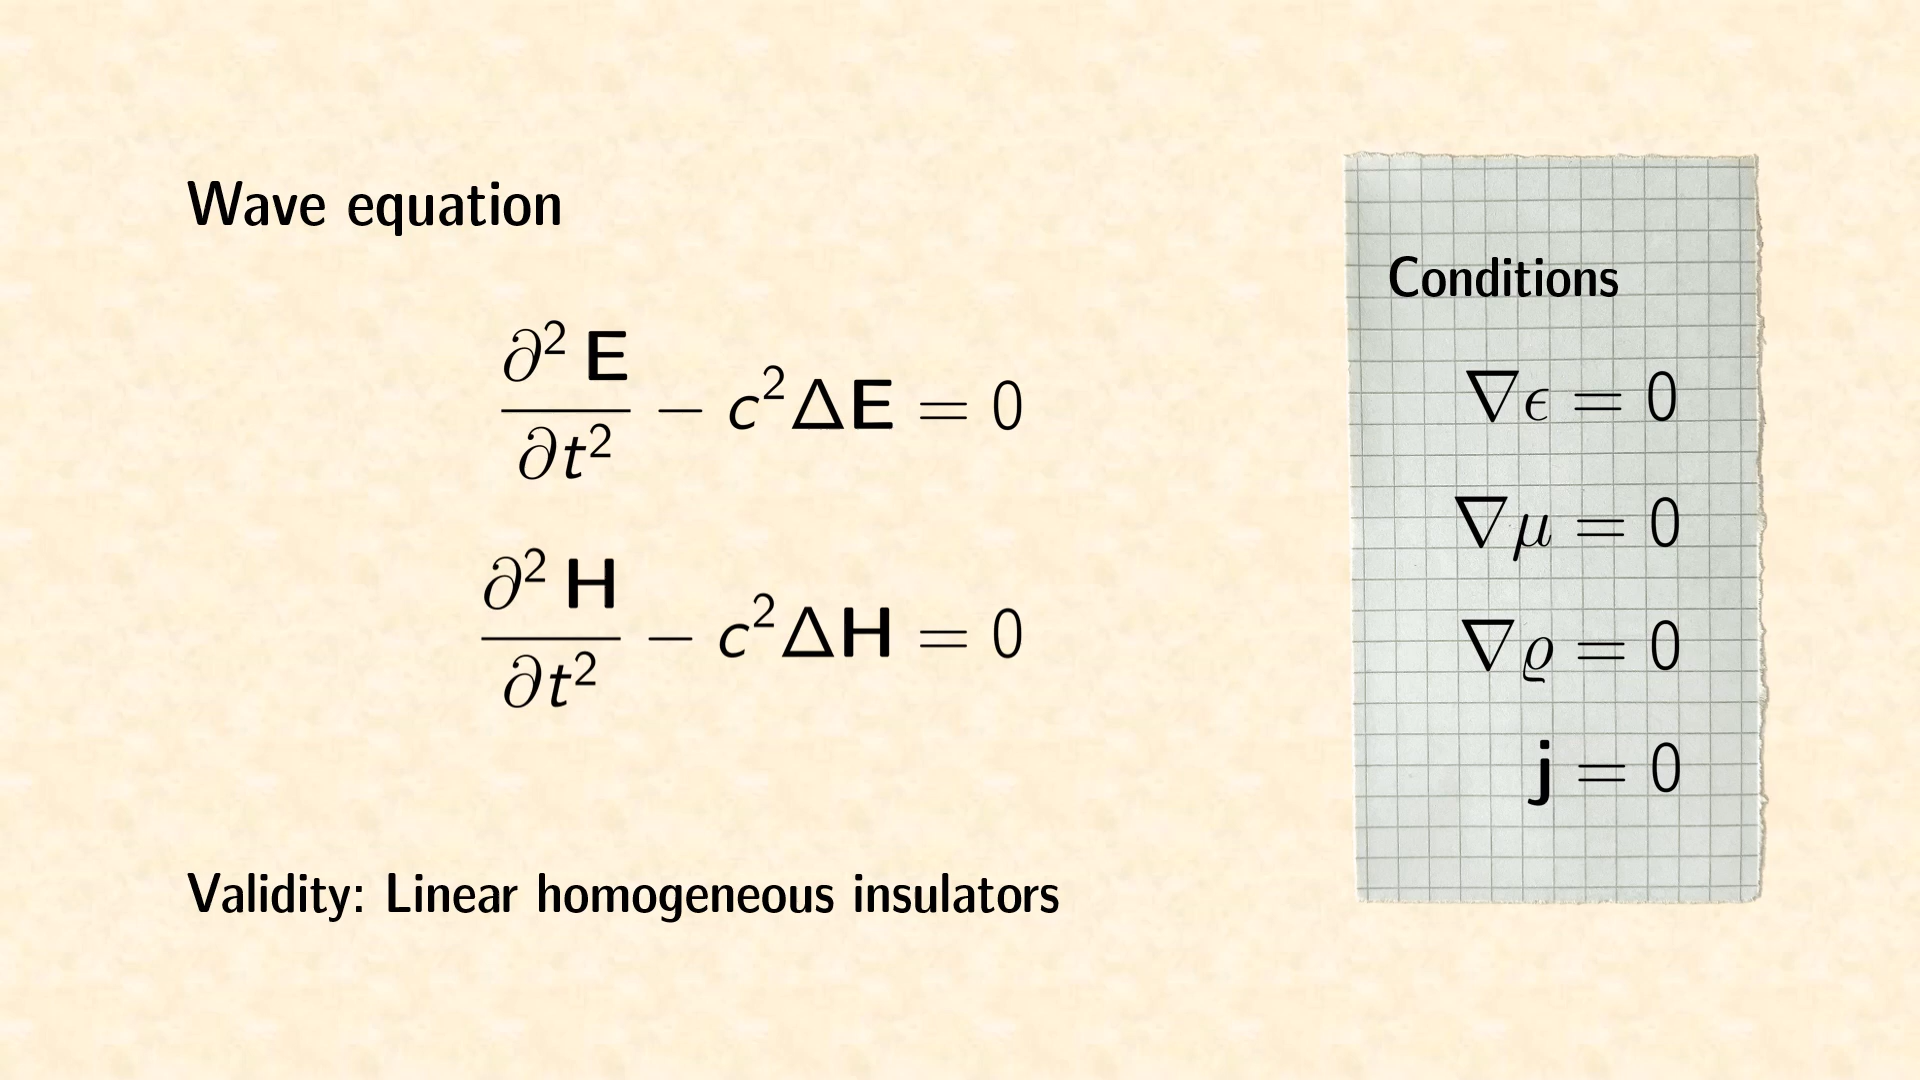 Wave equation
∂² E / ∂t² − c²ΔE = 0
∂² H / ∂t² − c²ΔH = 0
Validity: Linear homogeneous insulators
Conditions
∇ϵ = 0
∇μ = 0
∇ϱ = 0
j = 0